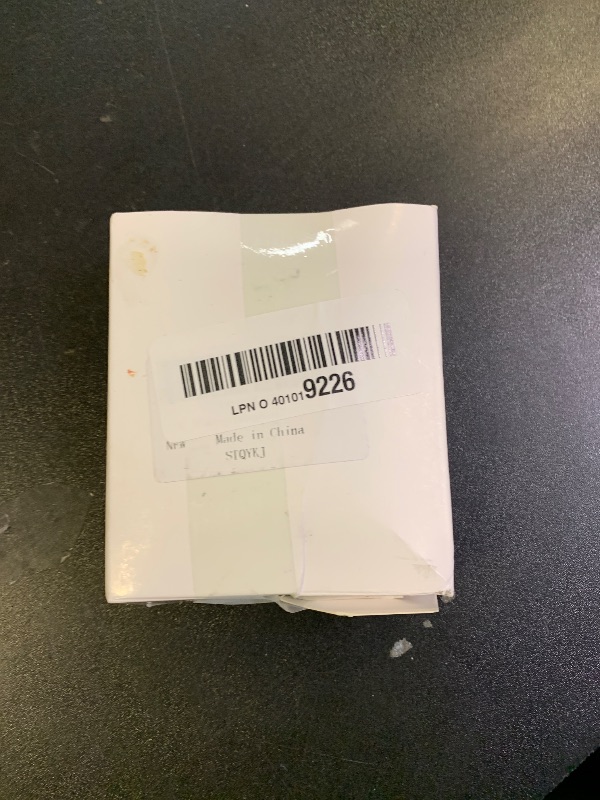 LPN O 401019226
New Made in China
STQYKJ